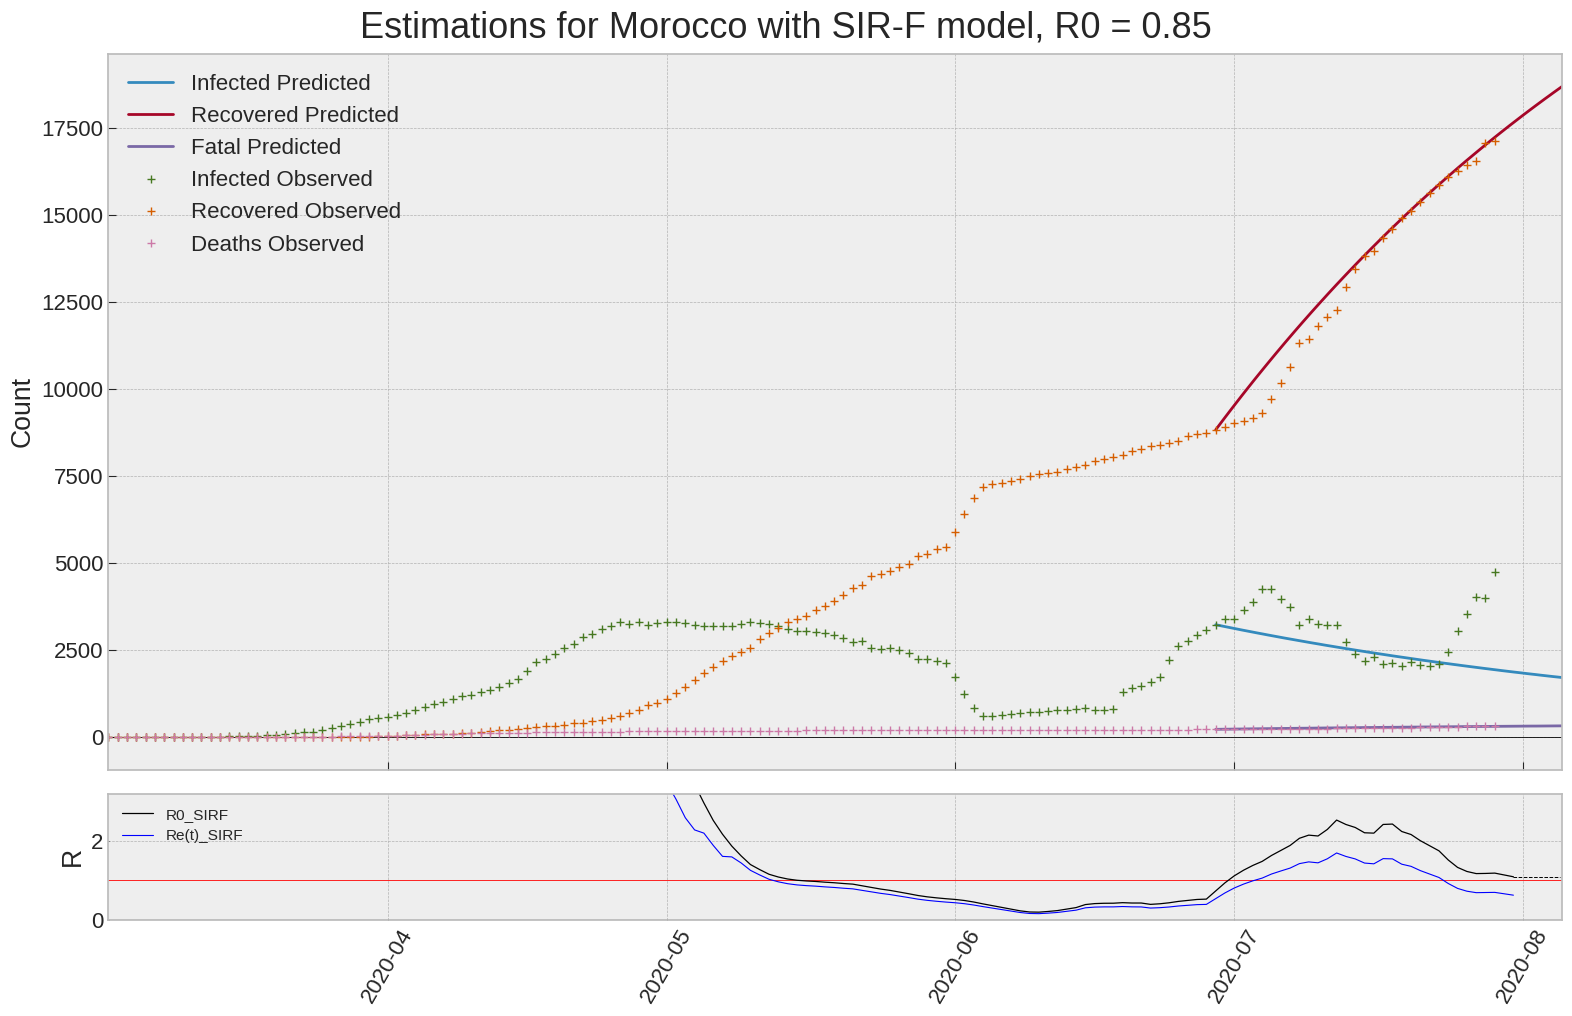 Estimations for Morocco with SIR-F model, R0 = 0.85
Infected Predicted
Recovered Predicted
Fatal Predicted
Infected Observed
Recovered Observed
Deaths Observed
17500
15000
12500
10000
7500
5000
2500
0
Count
R0_SIRF
Re(t)_SIRF
2
0
R
2020-04
2020-05
2020-06
2020-07
2020-08